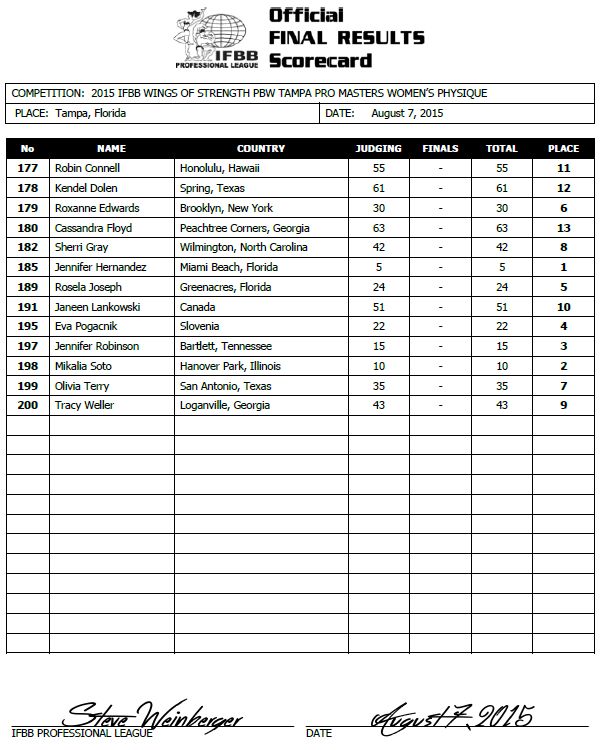 Official
FINAL RESULTS
Scorecard
IFBB
PROFESSIONAL LEAGUE
COMPETITION: 2015 IFBB WINGS OF STRENGTH PBW TAMPA PRO MASTERS WOMEN'S PHYSIQUE
PLACE: Tampa, Florida DATE: August 7, 2015
No NAME COUNTRY JUDGING FINALS TOTAL PLACE
177 Robin Connell Honolulu, Hawaii 55 - 55 11
178 Kendel Dolen Spring, Texas 61 - 61 12
179 Roxanne Edwards Brooklyn, New York 30 - 30 6
180 Cassandra Floyd Peachtree Corners, Georgia 63 - 63 13
182 Sherri Gray Wilmington, North Carolina 42 - 42 8
185 Jennifer Hernandez Miami Beach, Florida 5 - 5 1
189 Rosela Joseph Greenacres, Florida 24 - 24 5
191 Janeen Lankowski Canada 51 - 51 10
195 Eva Pogacnik Slovenia 22 - 22 4
197 Jennifer Robinson Bartlett, Tennessee 15 - 15 3
198 Mikalia Soto Hanover Park, Illinois 10 - 10 2
199 Olivia Terry San Antonio, Texas 35 - 35 7
200 Tracy Weller Loganville, Georgia 43 - 43 9
Steve Weinberger August 7, 2015
IFBB PROFESSIONAL LEAGUE DATE